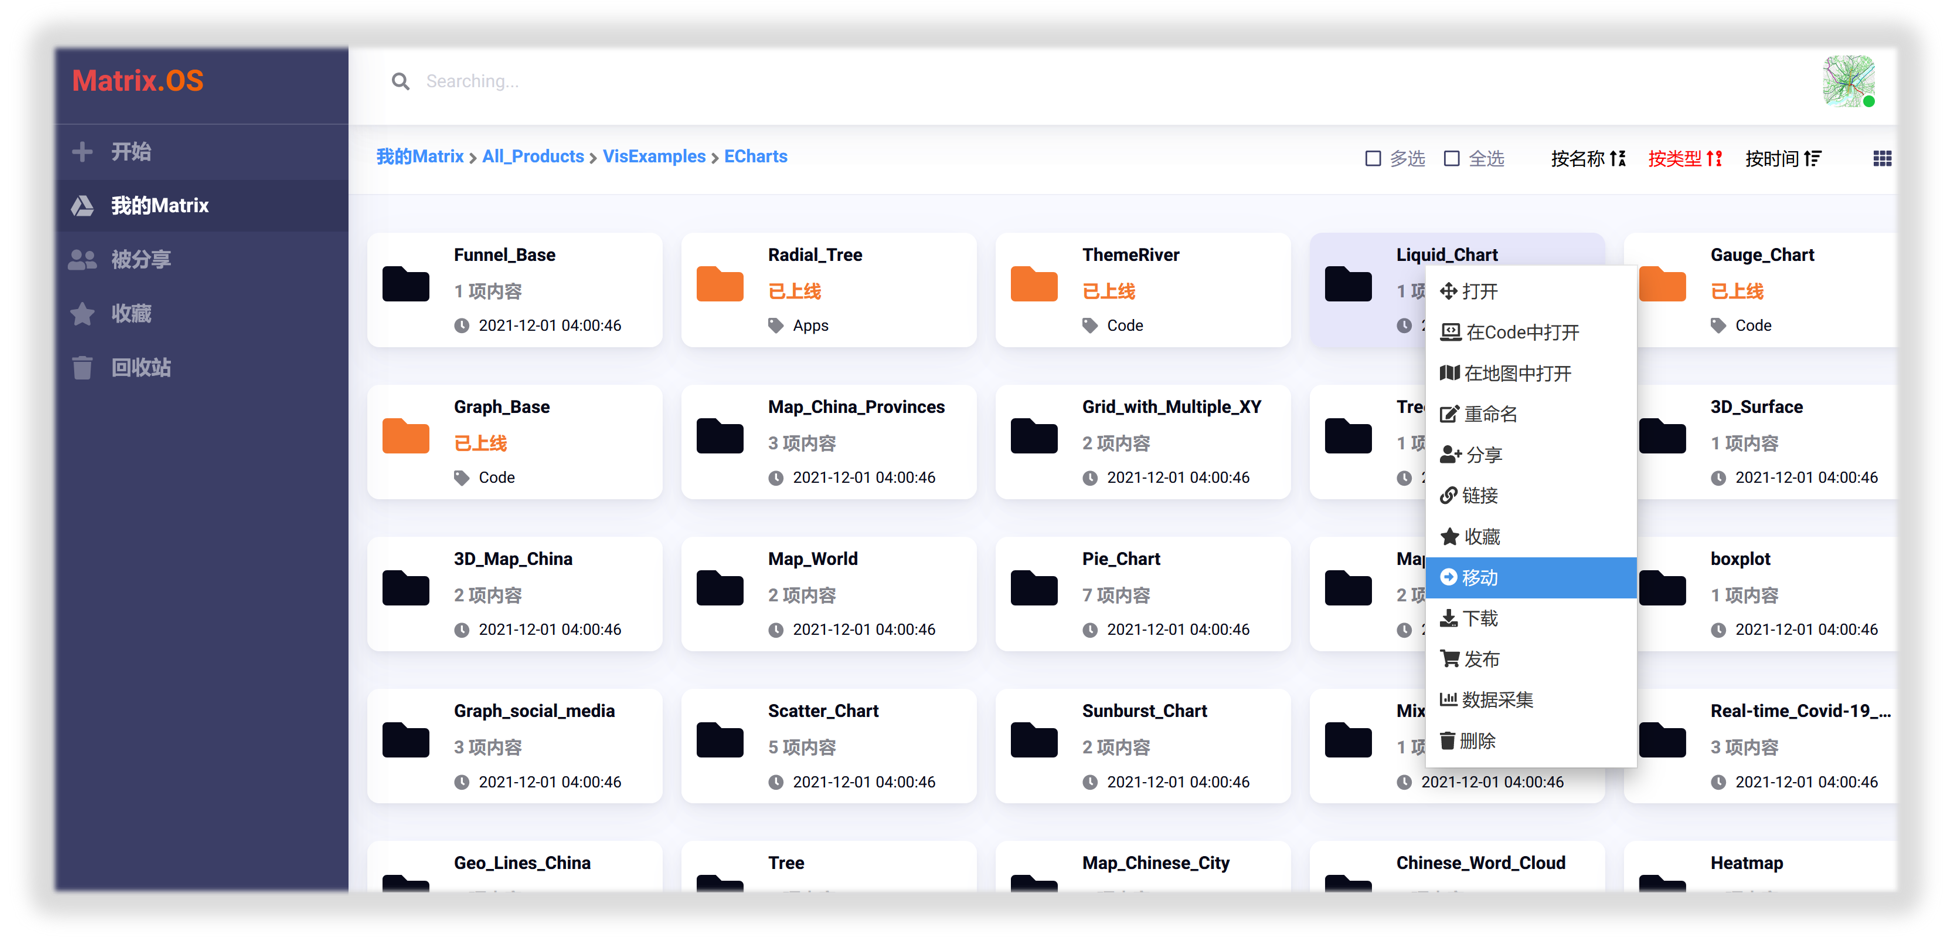 Matrix.OS
Searching...
开始
我的Matrix
被分享
收藏
回收站
我的Matrix > All_Products > VisExamples > ECharts
多选 全选 按名称 按类型 按时间
Funnel_Base
1 项内容
2021-12-01 04:00:46
Radial_Tree
已上线
Apps
ThemeRiver
已上线
Code
Liquid_Chart
1 项
Gauge_Chart
已上线
Code
打开
在Code中打开
在地图中打开
重命名
分享
链接
收藏
移动
下载
发布
数据采集
删除
Graph_Base
已上线
Code
Map_China_Provinces
3 项内容
2021-12-01 04:00:46
Grid_with_Multiple_XY
2 项内容
2021-12-01 04:00:46
Tre
1 项
3D_Surface
1 项内容
2021-12-01 04:00:46
3D_Map_China
2 项内容
2021-12-01 04:00:46
Map_World
2 项内容
2021-12-01 04:00:46
Pie_Chart
7 项内容
2021-12-01 04:00:46
Map
2 项
boxplot
1 项内容
2021-12-01 04:00:46
Graph_social_media
3 项内容
2021-12-01 04:00:46
Scatter_Chart
5 项内容
2021-12-01 04:00:46
Sunburst_Chart
2 项内容
2021-12-01 04:00:46
Mix
1 项
2021-12-01 04:00:46
Real-time_Covid-19_...
3 项内容
2021-12-01 04:00:46
Geo_Lines_China
Tree
Map_Chinese_City
Chinese_Word_Cloud
Heatmap